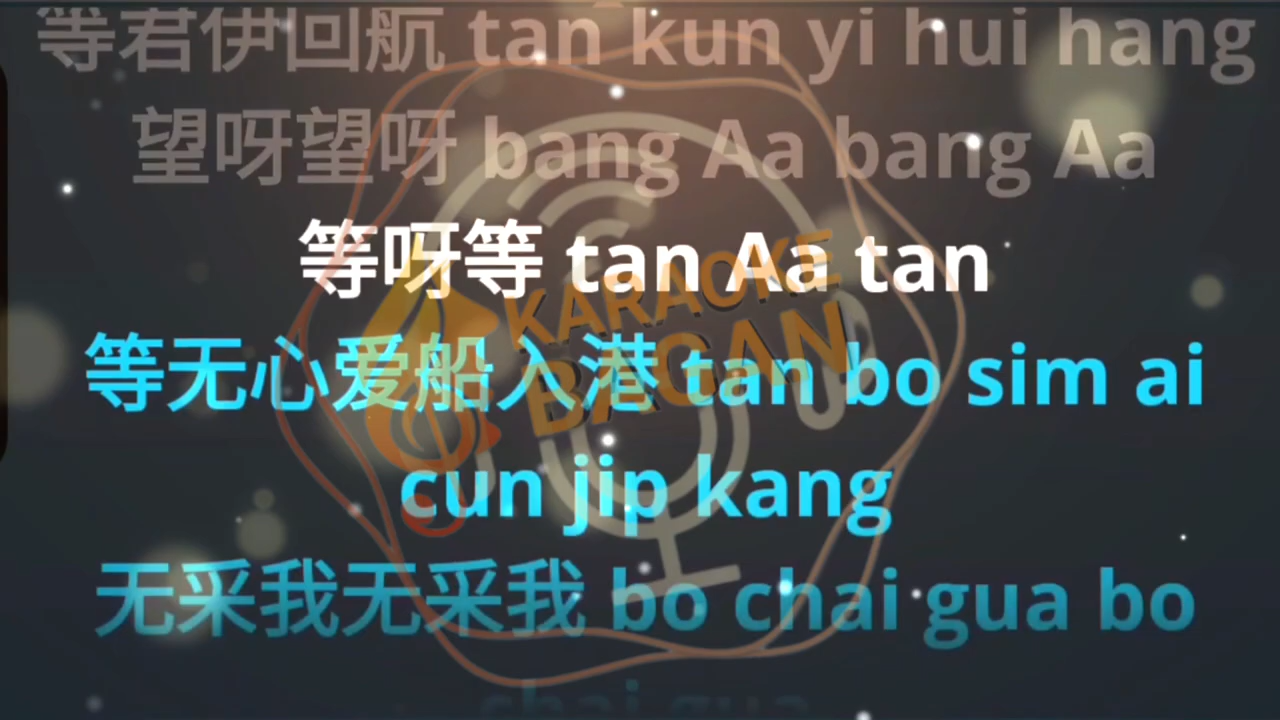 等君伊回航 tan kun yi hui hang
望呀望呀 bang Aa bang Aa
等呀等 tan Aa tan
KARAOKE
BAGAN
等无心爱船入港 tan bo sim ai
cun jip kang
无采我无采我 bo chai gua bo
chai gua